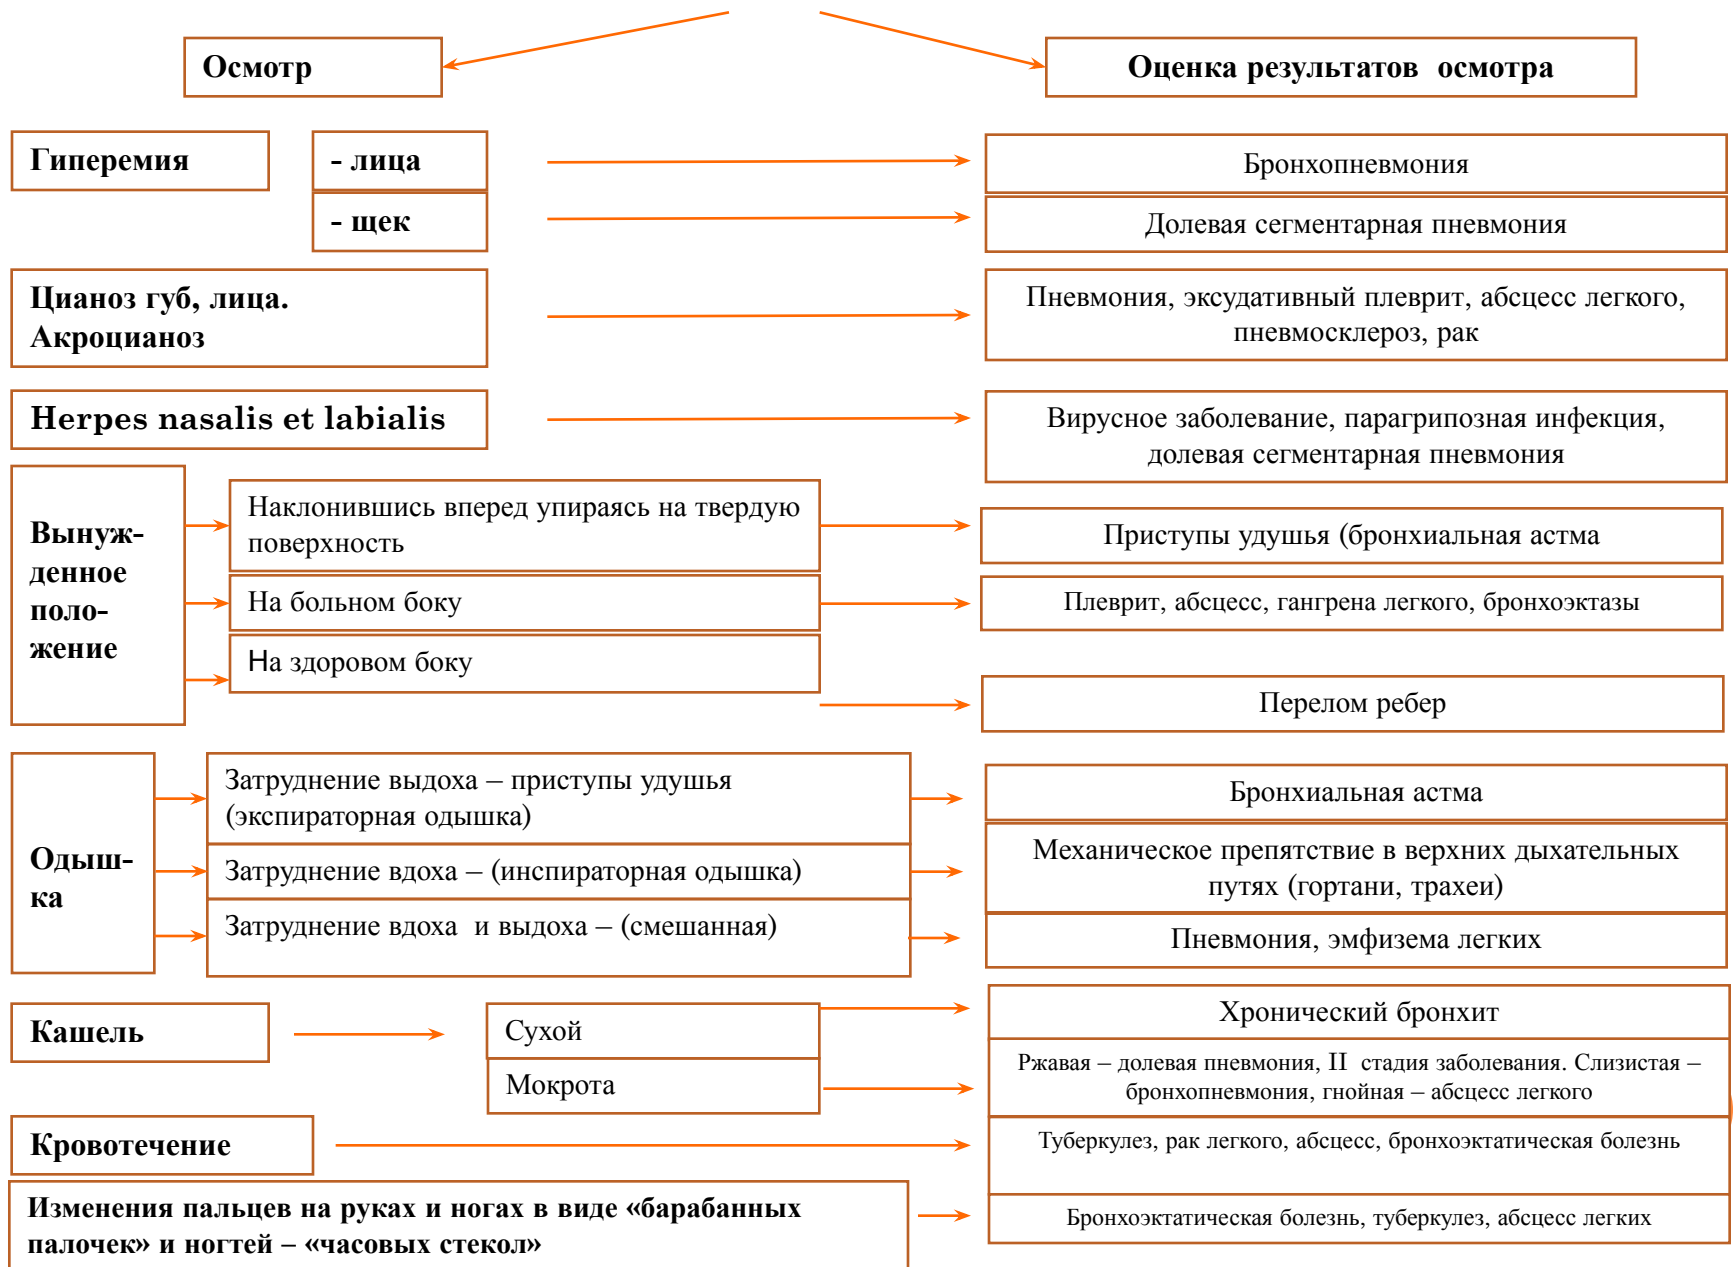 Осмотр
Оценка результатов осмотра
Гиперемия
- лица
Бронхопневмония
- щек
Долевая сегментарная пневмония
Цианоз губ, лица.
Акроцианоз
Пневмония, эксудативный плеврит, абсцесс легкого,
пневмосклероз, рак
Herpes nasalis et labialis
Вирусное заболевание, парагрипозная инфекция,
долевая сегментарная пневмония
Вынуж-
денное
поло-
жение
Наклонившись вперед упираясь на твердую
поверхность
Приступы удушья (бронхиальная астма
На больном боку
Плеврит, абсцесс, гангрена легкого, бронхоэктазы
На здоровом боку
Перелом ребер
Одыш-
ка
Затруднение выдоха – приступы удушья
(экспираторная одышка)
Бронхиальная астма
Затруднение вдоха – (инспираторная одышка)
Механическое препятствие в верхних дыхательных
путях (гортани, трахеи)
Затруднение вдоха и выдоха – (смешанная)
Пневмония, эмфизема легких
Кашель
Сухой
Хронический бронхит
Мокрота
Ржавая – долевая пневмония, II стадия заболевания. Слизистая –
бронхопневмония, гнойная – абсцесс легкого
Кровотечение
Туберкулез, рак легкого, абсцесс, бронхоэктатическая болезнь
Изменения пальцев на руках и ногах в виде «барабанных
палочек» и ногтей – «часовых стекол»
Бронхоэктатическая болезнь, туберкулез, абсцесс легких